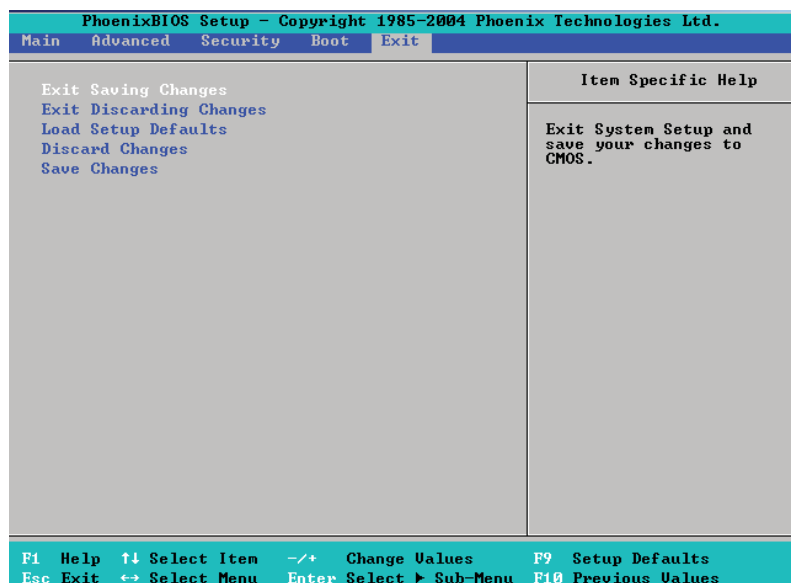 PhoenixBIOS Setup - Copyright 1985-2004 Phoenix Technologies Ltd.
Main Advanced Security Boot Exit
Item Specific Help
Exit Saving Changes
Exit Discarding Changes
Load Setup Defaults
Discard Changes
Save Changes
Exit System Setup and
save your changes to
CMOS.
F1 Help ↑↓ Select Item -/+ Change Values F9 Setup Defaults
Esc Exit ↔ Select Menu Enter Select ▶ Sub-Menu F10 Previous Values